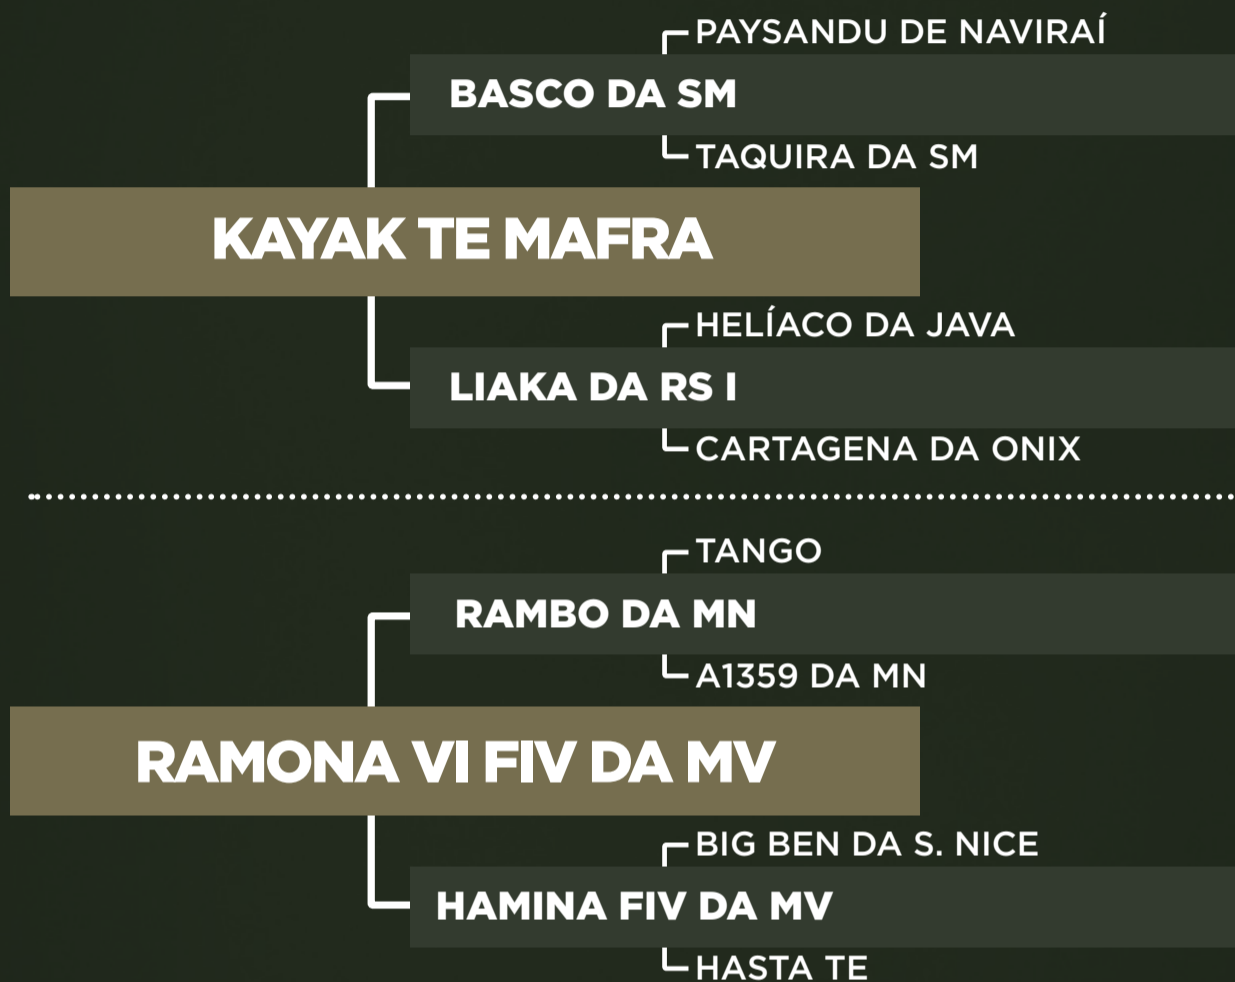 PAYSANDU DE NAVIRAÍ
BASCO DA SM
TAQUIRA DA SM
KAYAK TE MAFRA
HELÍACO DA JAVA
LIAKA DA RS I
CARTAGENA DA ONIX
TANGO
RAMBO DA MN
A1359 DA MN
RAMONA VI FIV DA MV
BIG BEN DA S. NICE
HAMINA FIV DA MV
HASTA TE